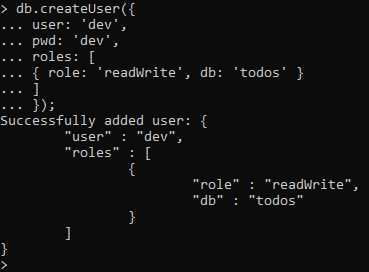 > db.createUser({
... user: 'dev',
... pwd: 'dev',
... roles: [
... { role: 'readWrite', db: 'todos' }
... ]
... });
Successfully added user: {
        "user" : "dev",
        "roles" : [
                {
                        "role" : "readWrite",
                        "db" : "todos"
                }
        ]
}
>